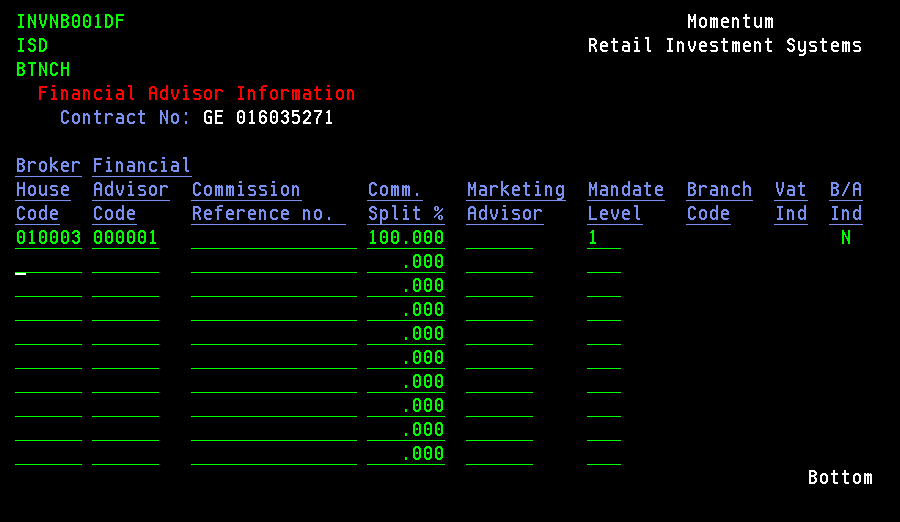 INVNB001DF Momentum
ISD Retail Investment Systems
BTNCH
Financial Advisor Information
Contract No: GE 016035271
Broker Financial
House Advisor Commission Comm. Marketing Mandate Branch Vat B/A
Code Code Reference no. Split % Advisor Level Code Ind Ind
010003 000001 100.000 1 N
.000
.000
.000
.000
.000
.000
.000
.000
.000
Bottom